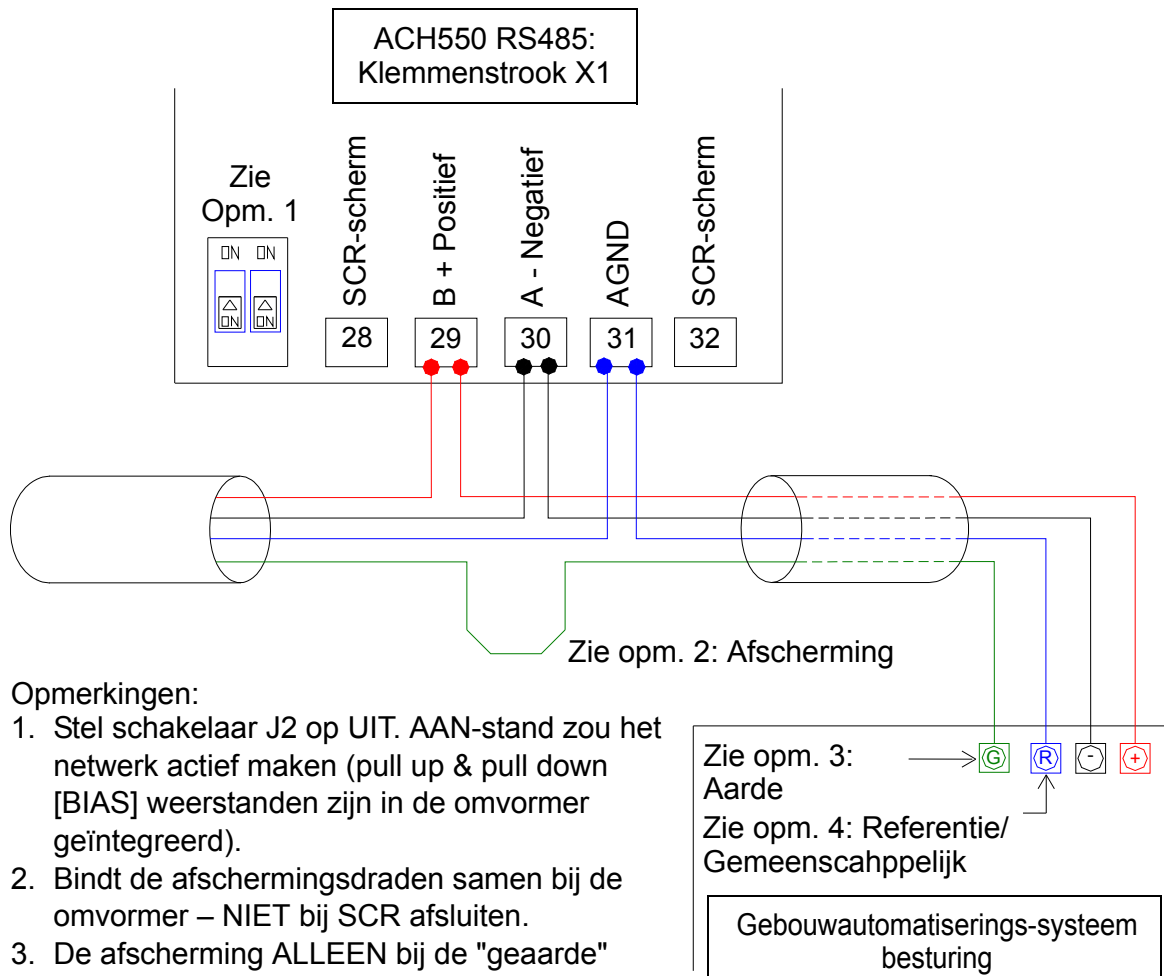 ACH550 RS485:
Klemmenstrook X1
Zie
Opm. 1
ON ON
ON ON
SCR-scherm
B + Positief
A - Negatief
AGND
SCR-scherm
28
29
30
31
32
Zie opm. 2: Afscherming
Opmerkingen:
1. Stel schakelaar J2 op UIT. AAN-stand zou het
netwerk actief maken (pull up & pull down
[BIAS] weerstanden zijn in de omvormer
geïntegreerd).
2. Bindt de afschermingsdraden samen bij de
omvormer – NIET bij SCR afsluiten.
3. De afscherming ALLEEN bij de "geaarde"
Zie opm. 3:
Aarde
G R - +
Zie opm. 4: Referentie/
Gemeenscahppelijk
Gebouwautomatiserings-systeem
besturing